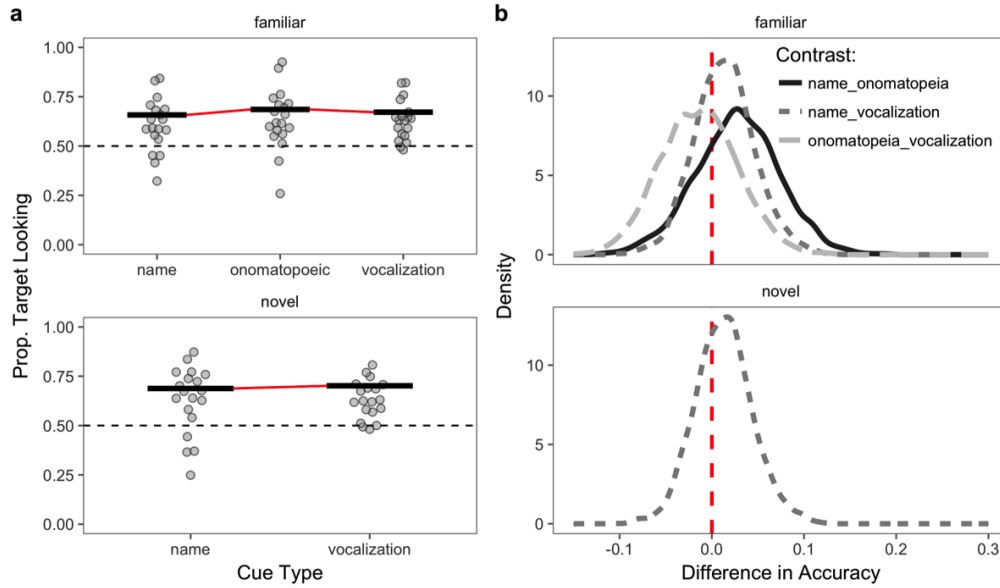 a
familiar
1.00
0.75
0.50
0.25
0.00
name onomatopoeic vocalization
novel
1.00
0.75
0.50
0.25
0.00
name vocalization
Cue Type
Prop. Target Looking
b
familiar
Contrast:
name_onomatopeia
name_vocalization
onomatopeia_vocalization
10
5
0
novel
10
5
0
-0.1 0.0 0.1 0.2 0.3
Difference in Accuracy
Density